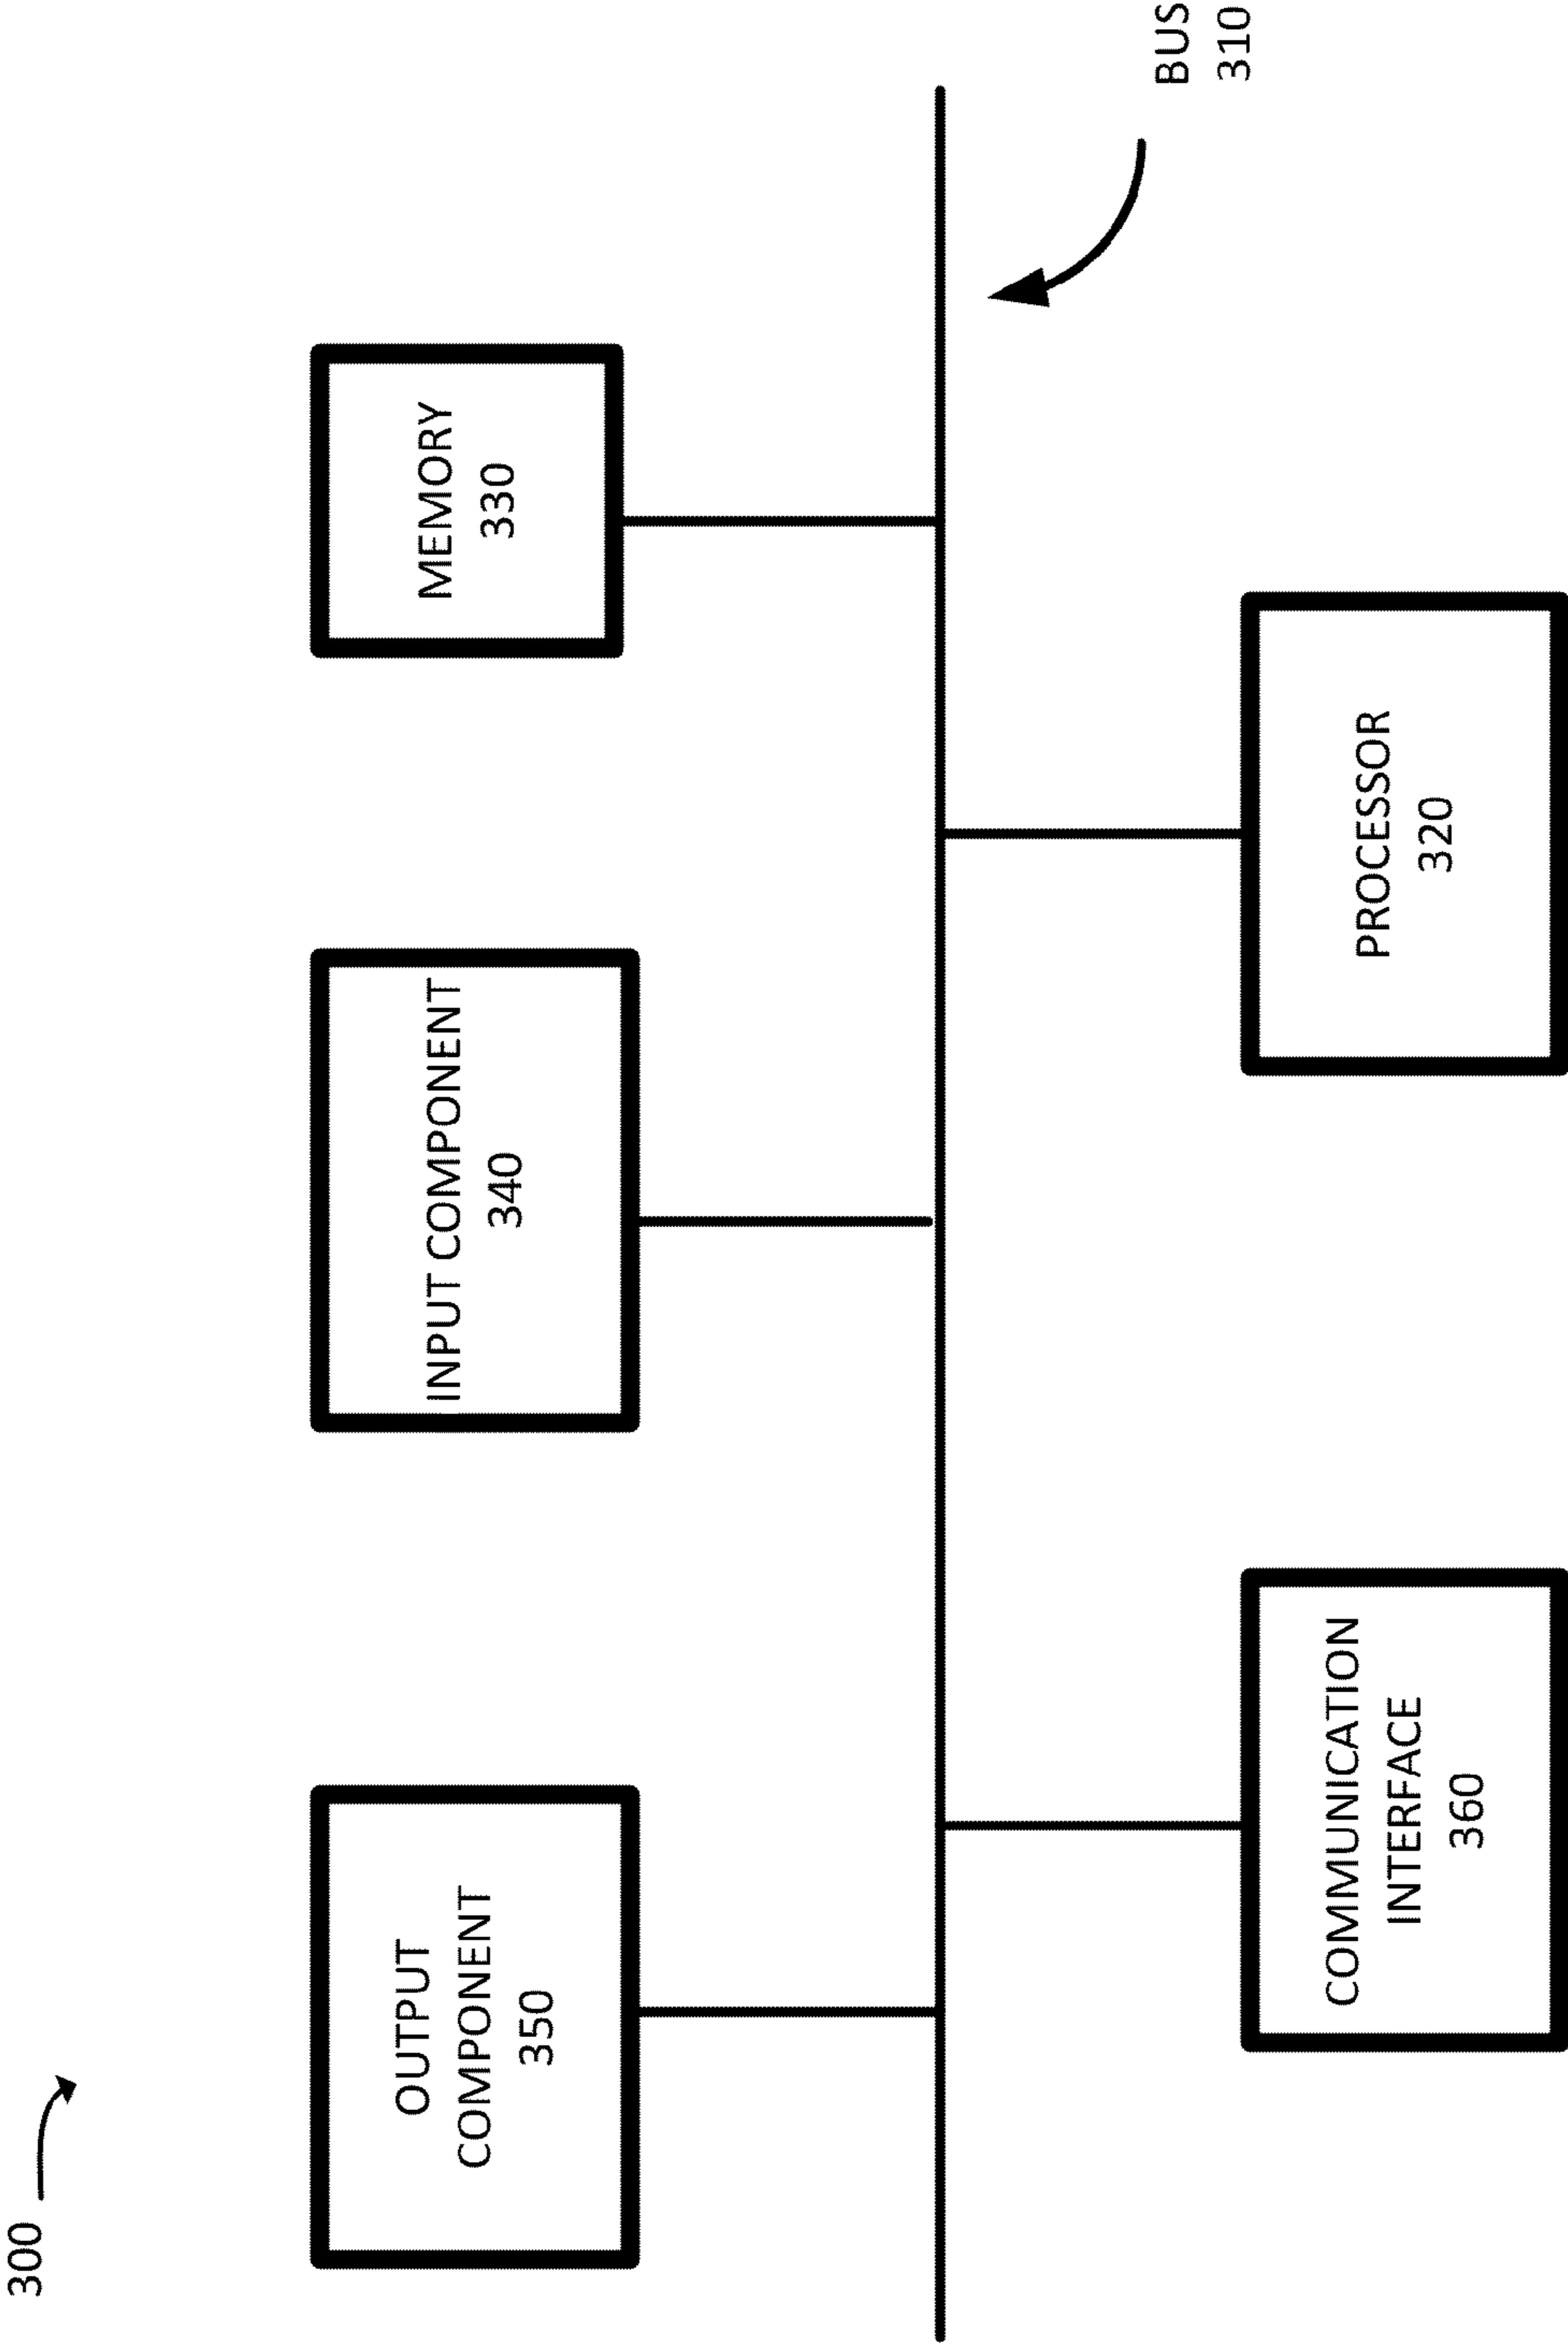 300
OUTPUT
COMPONENT
350
INPUT COMPONENT
340
MEMORY
330
COMMUNICATION
INTERFACE
360
PROCESSOR
320
BUS
310